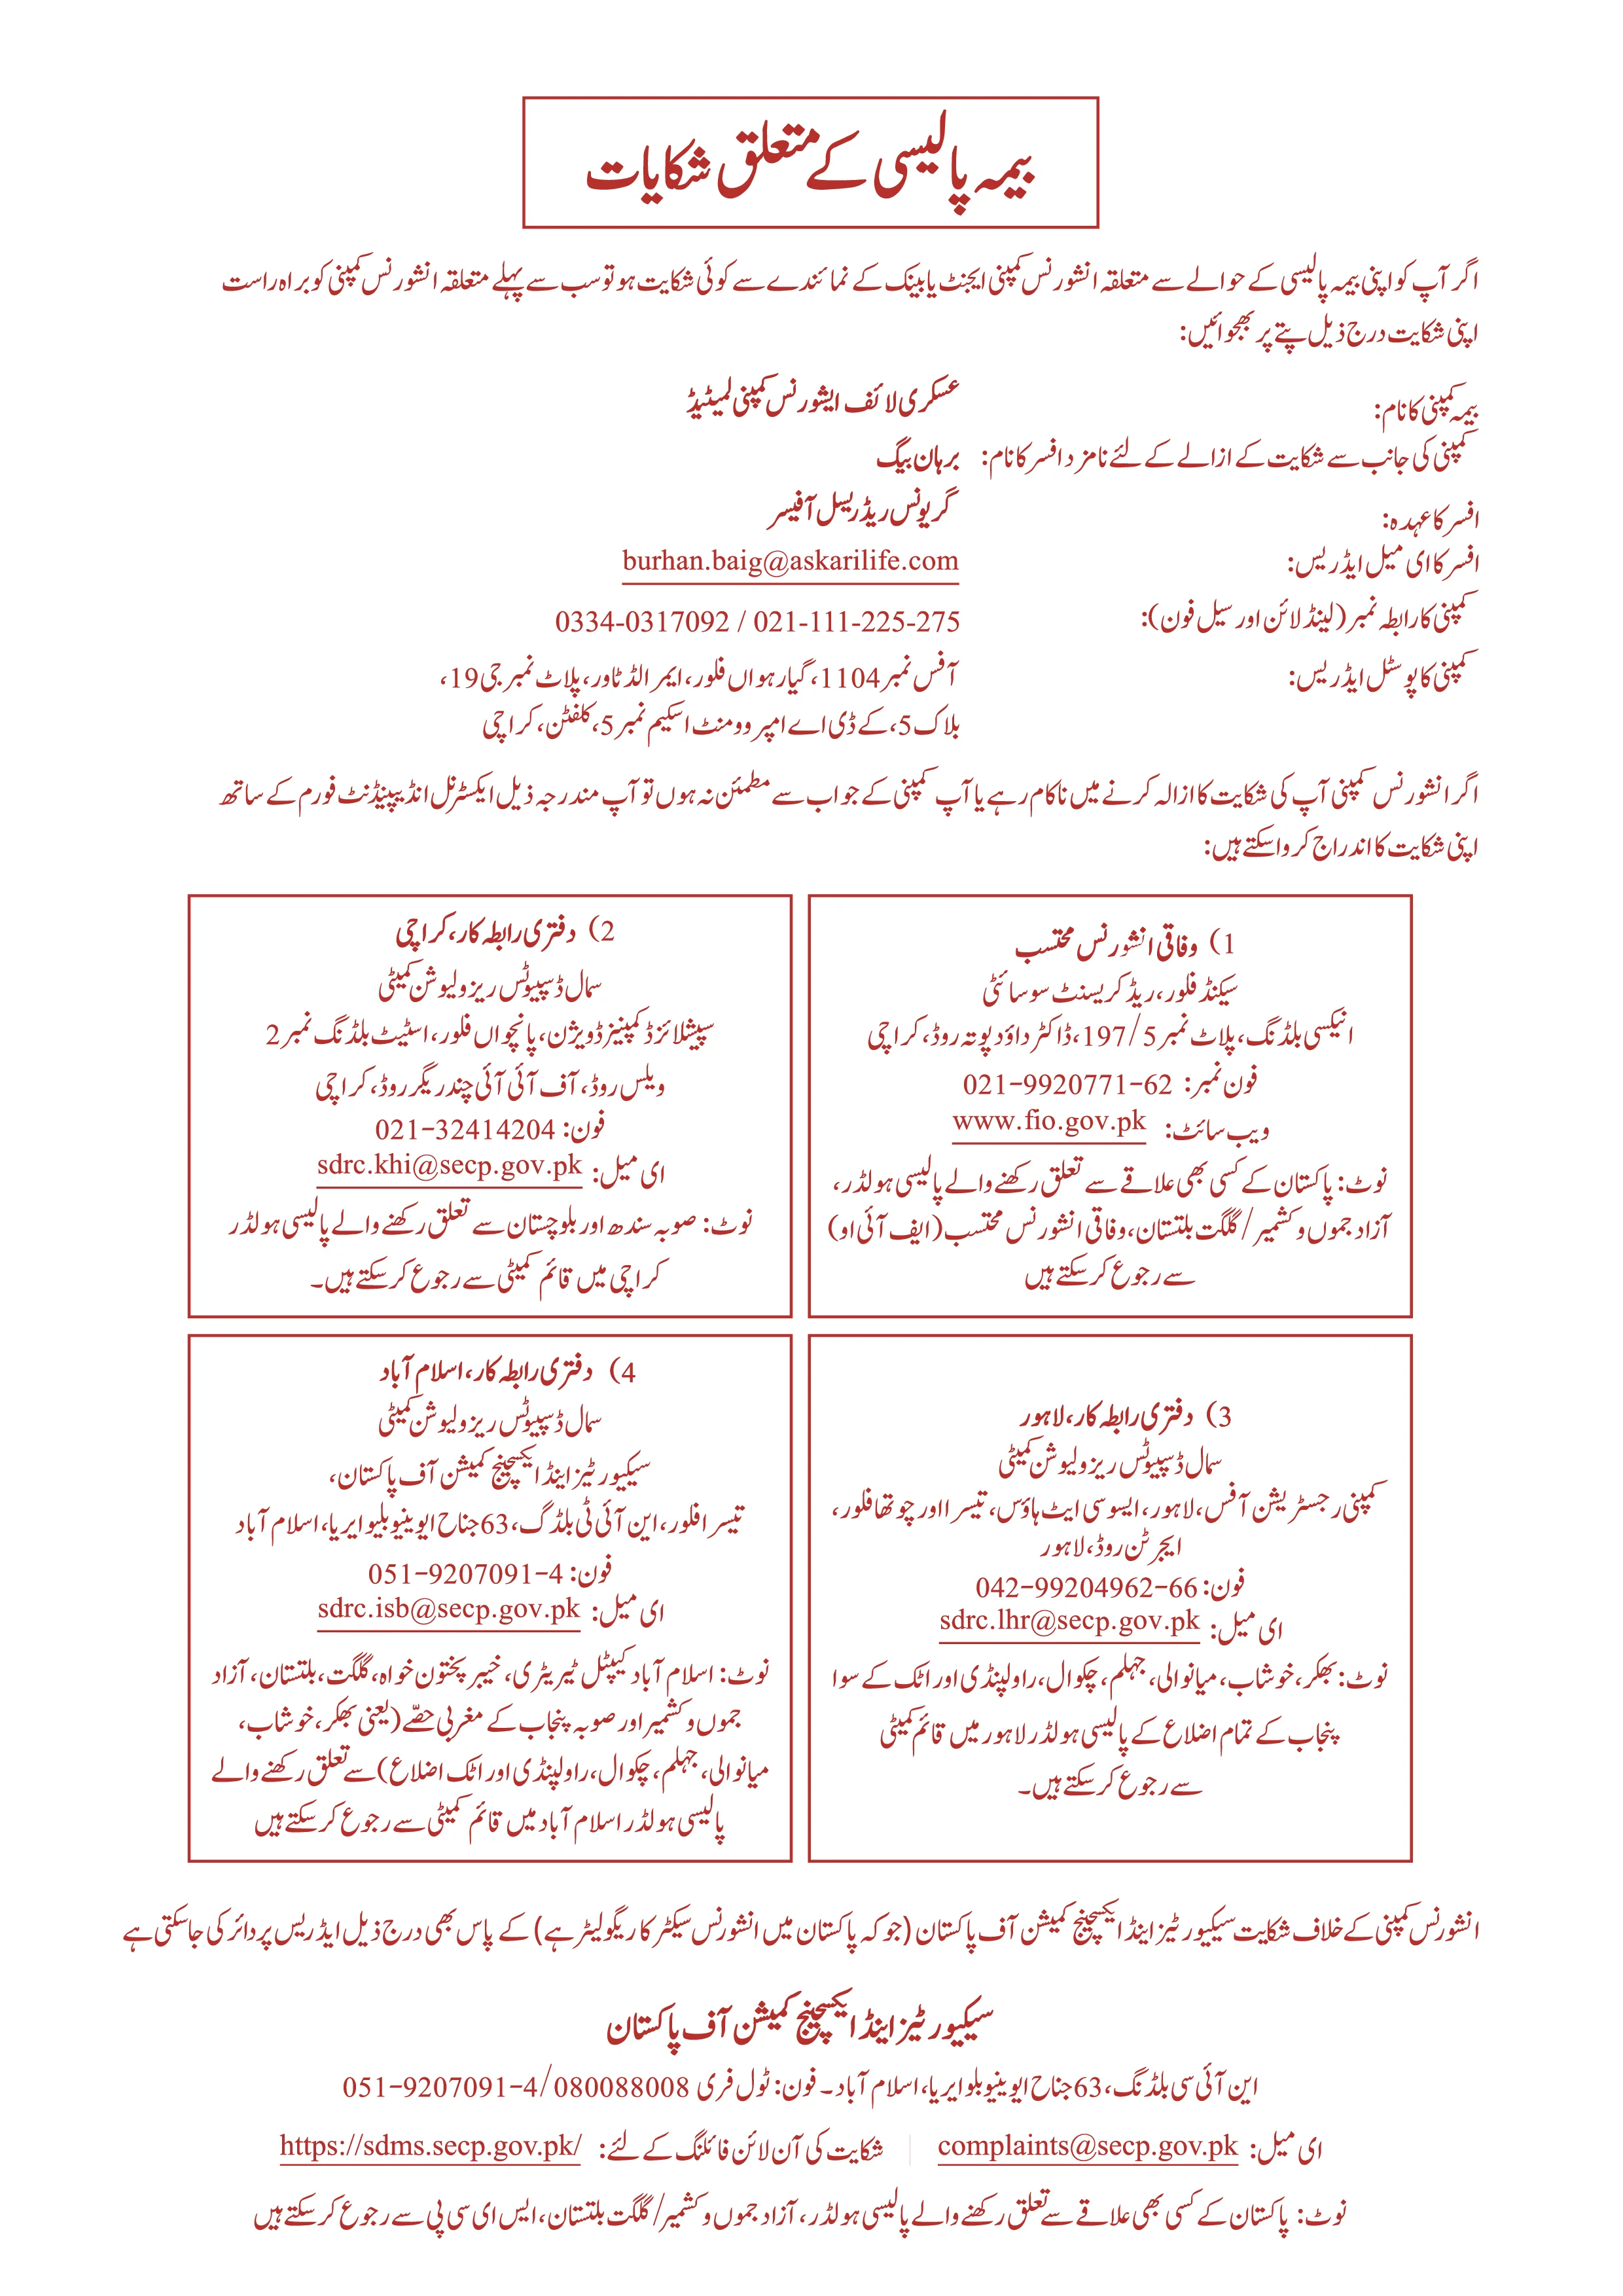 بیمہ پالیسی کے متعلق شکایات
اگر آپ کو اپنی بیمہ پالیسی کے حوالے سے متعلقہ انشورنس کمپنی ایجنٹ یا بینک کے نمائندے سے کوئی شکایت ہو تو سب سے پہلے متعلقہ انشورنس کمپنی کو براہ راست
اپنی شکایت درج ذیل پتے پر بھجوائیں:
بیمہ کمپنی کا نام: عسکری لائف ایشورنس کمپنی لمیٹیڈ
کمپنی کی جانب سے شکایت کے ازالے کے لئے نامزد افسر کا نام: برہان بیگ
افسر کا عہدہ: گریونس ریڈریسل آفیسر
افسر کا ای میل ایڈریس: burhan.baig@askarilife.com
کمپنی کا رابطہ نمبر (لینڈ لائن اور سیل فون): 0334-0317092 / 021-111-225-275
کمپنی کا پوسٹل ایڈریس: آفس نمبر 1104، گیارہواں فلور، ایمرالڈ ٹاور، پلاٹ نمبر جی 19،
بلاک 5، کے ڈی اے امپروومنٹ اسکیم نمبر 5، کلفٹن، کراچی
اگر انشورنس کمپنی آپ کی شکایت کا ازالہ کرنے میں ناکام رہے یا آپ کمپنی کے جواب سے مطمئن نہ ہوں تو آپ مندرجہ ذیل ایکسٹرنل انڈیپینڈنٹ فورم کے ساتھ
اپنی شکایت کا اندراج کرواسکتے ہیں:
1) وفاقی انشورنس محتسب
سیکنڈ فلور، ریڈ کریسنٹ سوسائٹی
انیکسی بلڈنگ، پلاٹ نمبر 197/5، ڈاکٹر داؤد پوتہ روڈ، کراچی
فون نمبر: 021-9920771-62
ویب سائٹ: www.fio.gov.pk
نوٹ: پاکستان کے کسی بھی علاقے سے تعلق رکھنے والے پالیسی ہولڈر،
آزاد جموں و کشمیر / گلگت بلتستان، وفاقی انشورنس محتسب (ایف آئی او)
سے رجوع کرسکتے ہیں
2) دفتری رابطہ کار، کراچی
سمال ڈسپیوٹس ریزولیوشن کمیٹی
سپیشلائزڈ کمپنیز ڈویژن، پانچواں فلور، اسٹیٹ بلڈنگ نمبر 2
ویلس روڈ، آف آئی آئی چندریگر روڈ، کراچی
فون: 021-32414204
ای میل: sdrc.khi@secp.gov.pk
نوٹ: صوبہ سندھ اور بلوچستان سے تعلق رکھنے والے پالیسی ہولڈر
کراچی میں قائم کمیٹی سے رجوع کرسکتے ہیں۔
3) دفتری رابطہ کار، لاہور
سمال ڈسپیوٹس ریزولیوشن کمیٹی
کمپنی رجسٹریشن آفس، لاہور، ایسوسی ایٹ ہاؤس، تیسرا اور چوتھا فلور،
ایجرٹن روڈ، لاہور
فون: 042-99204962-66
ای میل: sdrc.lhr@secp.gov.pk
نوٹ: بھکر، خوشاب، میانوالی، جہلم، چکوال، راولپنڈی اور اٹک کے سوا
پنجاب کے تمام اضلاع کے پالیسی ہولڈر لاہور میں قائم کمیٹی
سے رجوع کرسکتے ہیں۔
4) دفتری رابطہ کار، اسلام آباد
سمال ڈسپیوٹس ریزولیوشن کمیٹی
سیکیورٹیز اینڈ ایکسچینج کمیشن آف پاکستان،
تیسرا فلور، این آئی ٹی بلڈگ، 63 جناح ایوینیو بلیو ایریا، اسلام آباد
فون: 051-9207091-4
ای میل: sdrc.isb@secp.gov.pk
نوٹ: اسلام آباد کیپٹل ٹیریٹری، خیبر پختون خواہ، گلگت، بلتستان، آزاد
جموں و کشمیر اور صوبہ پنجاب کے مغربی حصّے (یعنی بھکر، خوشاب،
میانوالی، جہلم، چکوال، راولپنڈی اور اٹک اضلاع) سے تعلق رکھنے والے
پالیسی ہولڈر اسلام آباد میں قائم کمیٹی سے رجوع کرسکتے ہیں
انشورنس کمپنی کے خلاف شکایت سیکیورٹیز اینڈ ایکسچینج کمیشن آف پاکستان (جو کہ پاکستان میں انشورنس سیکٹر کا ریگولیٹر ہے) کے پاس بھی درج ذیل ایڈریس پر دائر کی جاسکتی ہے
سیکیورٹیز اینڈ ایکسچینج کمیشن آف پاکستان
این آئی سی بلڈنگ، 63 جناح ایوینیو بلو ایریا، اسلام آباد۔ فون: ٹول فری 051-9207091-4/080088008
ای میل: complaints@secp.gov.pk | شکایت کی آن لائن فائلنگ کے لئے: https://sdms.secp.gov.pk/
نوٹ: پاکستان کے کسی بھی علاقے سے تعلق رکھنے والے پالیسی ہولڈر، آزاد جموں و کشمیر/ گلگت بلتستان، ایس ای سی پی سے رجوع کرسکتے ہیں